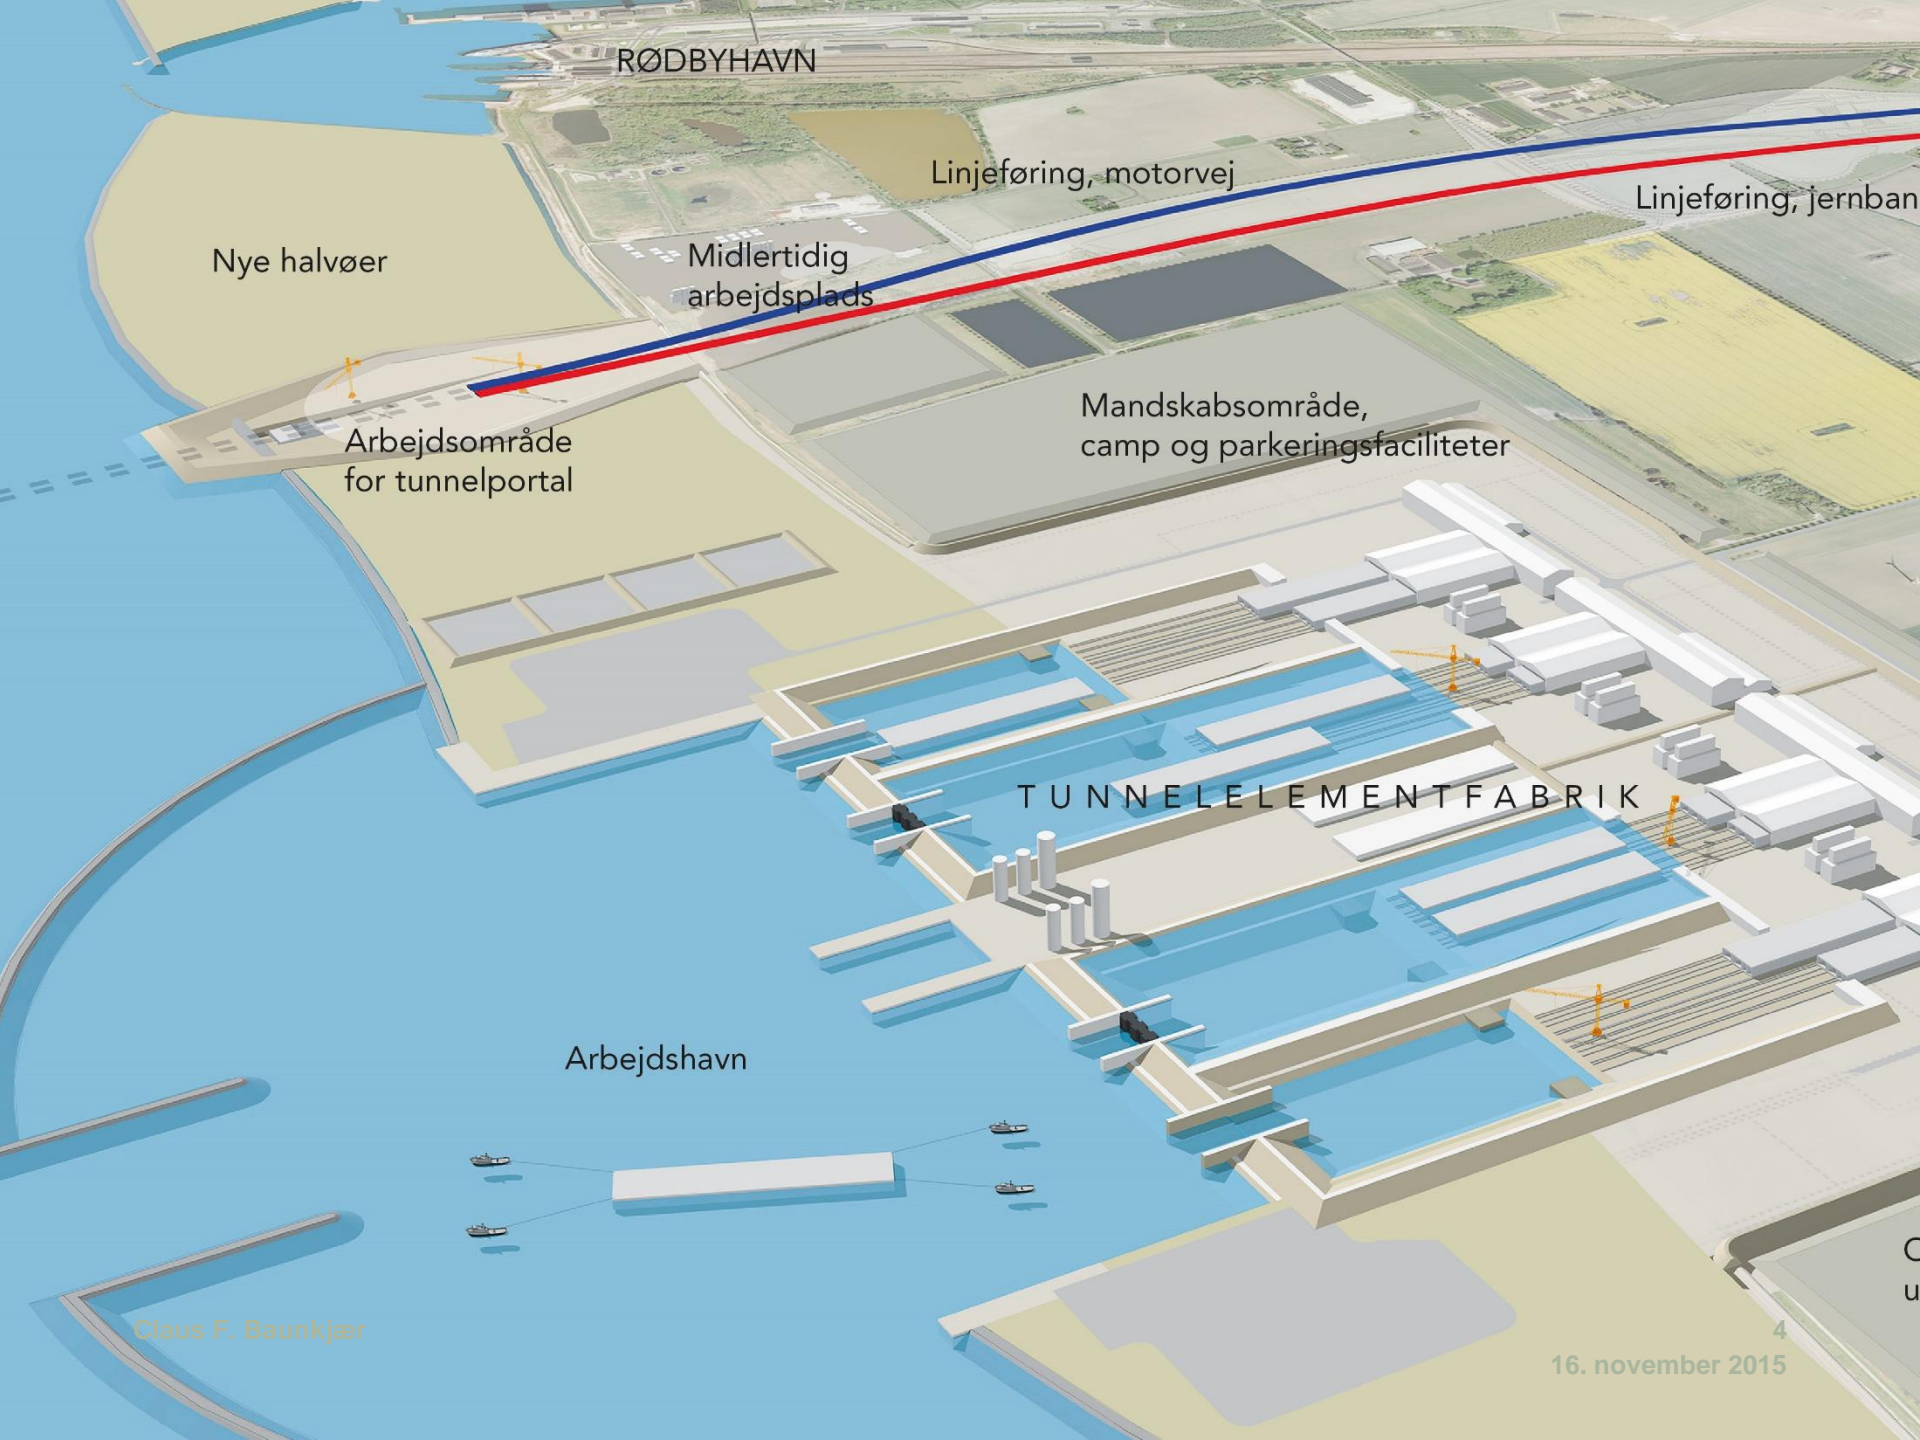 RØDBYHAVN
Linjeføring, motorvej
Linjeføring, jernban
Nye halvøer
Midlertidig
arbejdsplads
Mandskabsområde,
camp og parkeringsfaciliteter
Arbejdsområde
for tunnelportal
TUNNELELEMENTFABRIK
Arbejdshavn
Claus F. Baunkjær
4
16. november 2015